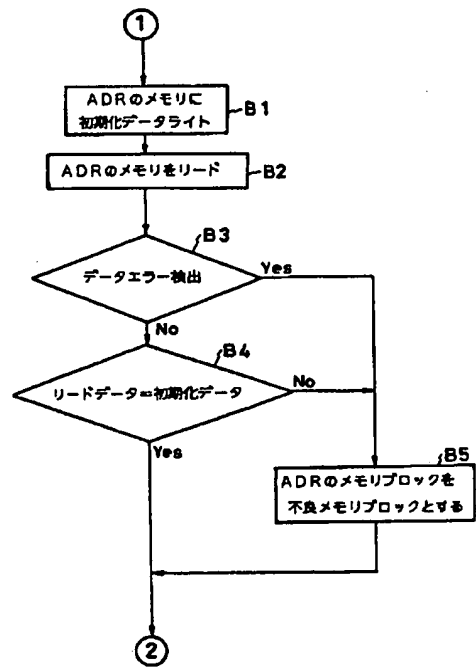 1
ADRのメモリに
初期化データライト
B1
ADRのメモリをリード
B2
B3
データエラー検出
Yes
No
B4
リードデータ=初期化データ
No
Yes
B5
ADRのメモリブロックを
不良メモリブロックとする
2